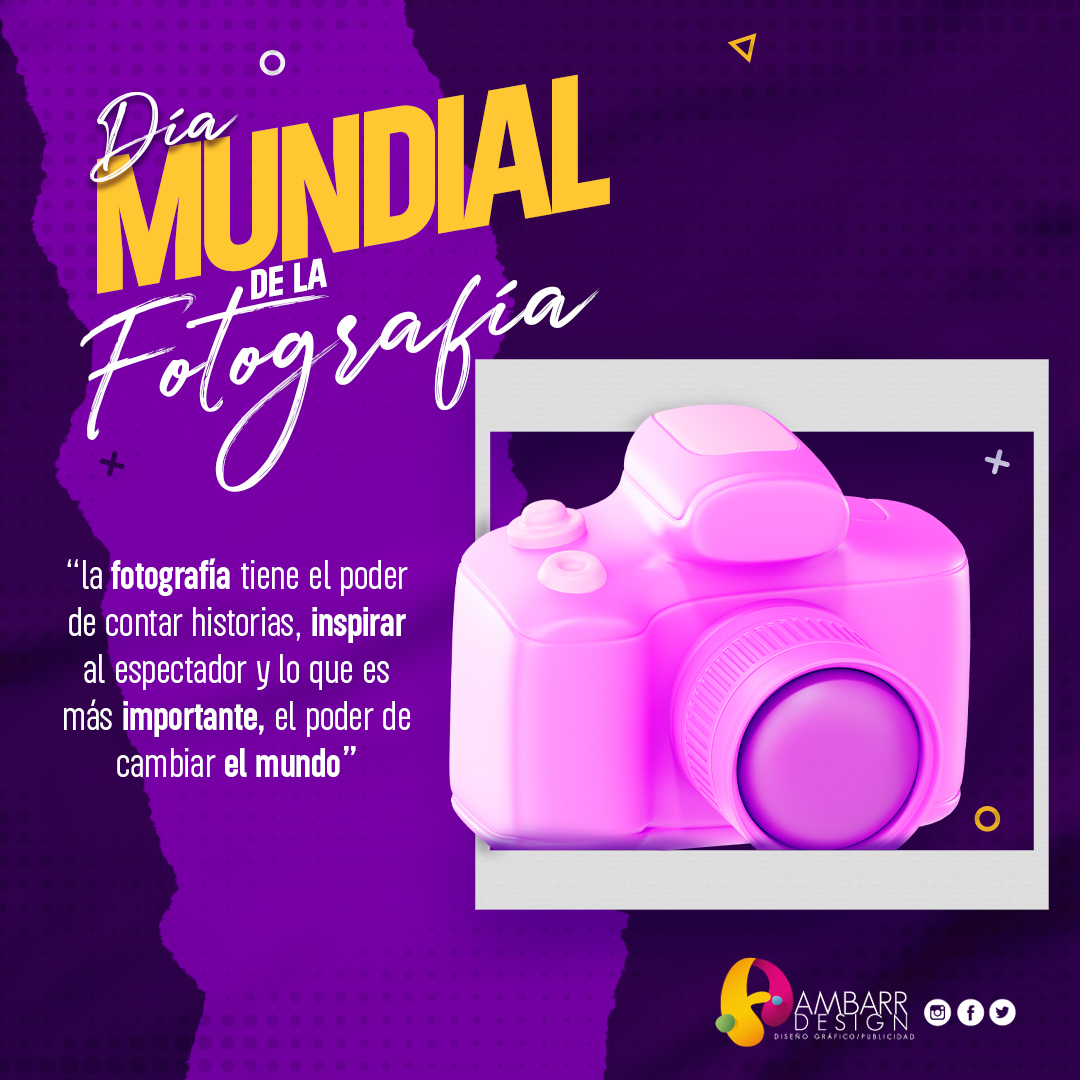 Día
MUNDIAL
DE LA
Fotografía
“la fotografía tiene el poder
de contar historias, inspirar
al espectador y lo que es
más importante, el poder de
cambiar el mundo”
AMBARR
DESIGN
DISEÑO GRÁFICO/PUBLICIDAD